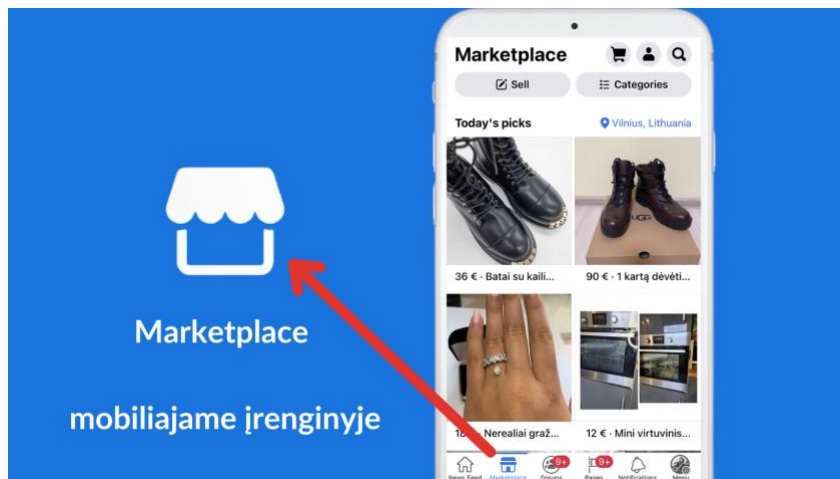 Marketplace
mobiliajame įrenginyje
Marketplace
Sell
Categories
Today's picks
Vilnius, Lithuania
UGG
36 € · Batai su kaili...
90 € · 1 kartą dėvėti...
Nerealiai graž...
12 € · Mini virtuvinis...
9+
9+
News Feed
Marketplace
Groups
Pages
Notifications
Menu